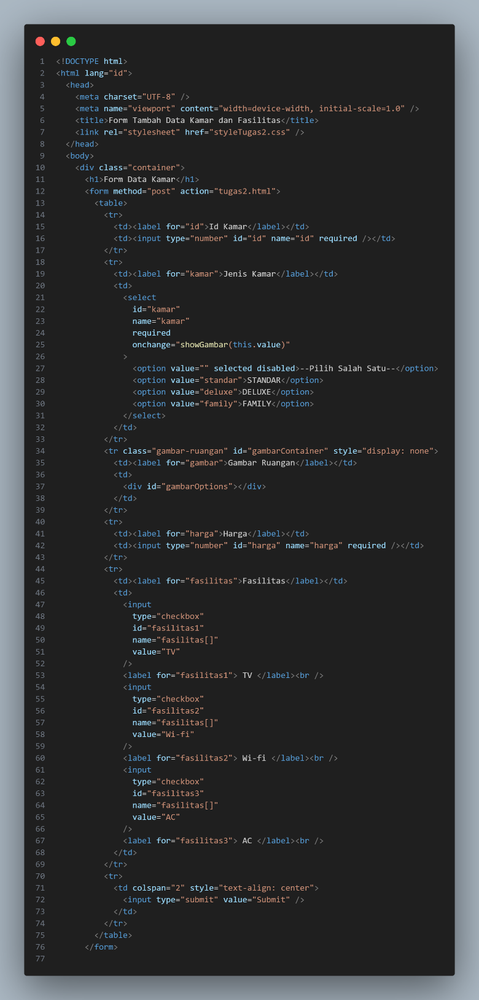 1 <!DOCTYPE html>
2 <html lang="id">
3 <head>
4 <meta charset="UTF-8" />
5 <meta name="viewport" content="width=device-width, initial-scale=1.0" />
6 <title>Form Tambah Data Kamar dan Fasilitas</title>
7 <link rel="stylesheet" href="styleTugas2.css" />
8 </head>
9 <body>
10 <div class="container">
11 <h1>Form Data Kamar</h1>
12 <form method="post" action="tugas2.html">
13 <table>
14 <tr>
15 <td><label for="id">Id Kamar</label></td>
16 <td><input type="number" id="id" name="id" required /></td>
17 </tr>
18 <tr>
19 <td><label for="kamar">Jenis Kamar</label></td>
20 <td>
21 <select
22 id="kamar"
23 name="kamar"
24 required
25 onchange="showGambar(this.value)"
26 >
27 <option value="" selected disabled>--Pilih Salah Satu--</option>
28 <option value="standar">STANDAR</option>
29 <option value="deluxe">DELUXE</option>
30 <option value="family">FAMILY</option>
31 </select>
32 </td>
33 </tr>
34 <tr class="gambar-ruangan" id="gambarContainer" style="display: none">
35 <td><label for="gambar">Gambar Ruangan</label></td>
36 <td>
37 <div id="gambarOptions"></div>
38 </td>
39 </tr>
40 <tr>
41 <td><label for="harga">Harga</label></td>
42 <td><input type="number" id="harga" name="harga" required /></td>
43 </tr>
44 <tr>
45 <td><label for="fasilitas">Fasilitas</label></td>
46 <td>
47 <input
48 type="checkbox"
49 id="fasilitas1"
50 name="fasilitas[]"
51 value="TV"
52 />
53 <label for="fasilitas1"> TV </label><br />
54 <input
55 type="checkbox"
56 id="fasilitas2"
57 name="fasilitas[]"
58 value="Wi-fi"
59 />
60 <label for="fasilitas2"> Wi-fi </label><br />
61 <input
62 type="checkbox"
63 id="fasilitas3"
64 name="fasilitas[]"
65 value="AC"
66 />
67 <label for="fasilitas3"> AC </label><br />
68 </td>
69 </tr>
70 <tr>
71 <td colspan="2" style="text-align: center">
72 <input type="submit" value="Submit" />
73 </td>
74 </tr>
75 </table>
76 </form>
77